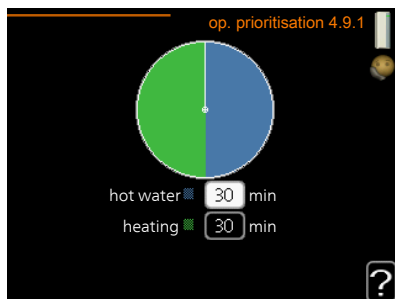 op. prioritisation 4.9.1
hot water 30 min
heating 30 min
?